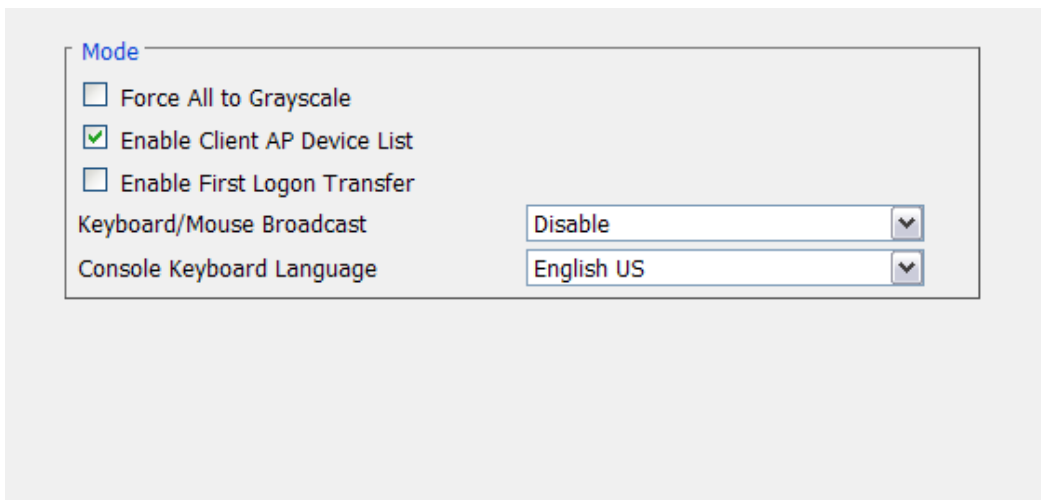 Mode
Force All to Grayscale
Enable Client AP Device List
Enable First Logon Transfer
Keyboard/Mouse Broadcast Disable
Console Keyboard Language English US